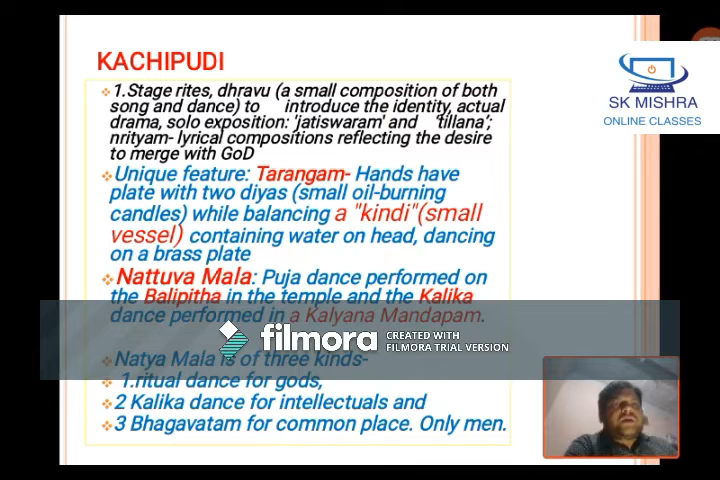 KACHIPUDI
1.Stage rites, dhravu (a small composition of both
song and dance) to introduce the identity, actual
drama, solo exposition: 'jatiswaram' and 'tillana';
nrityam- lyrical compositions reflecting the desire
to merge with GoD
Unique feature: Tarangam- Hands have
plate with two diyas (small oil-burning
candles) while balancing a "kindi"(small
vessel) containing water on head, dancing
on a brass plate
Nattuva Mala: Puja dance performed on
the Balipitha in the temple and the Kalika
dance performed in a Kalyana Mandapam.
Natya Mala is of three kinds-
1.ritual dance for gods,
2 Kalika dance for intellectuals and
3 Bhagavatam for common place. Only men.
SK MISHRA
ONLINE CLASSES
filmora
CREATED WITH
FILMORA TRIAL VERSION